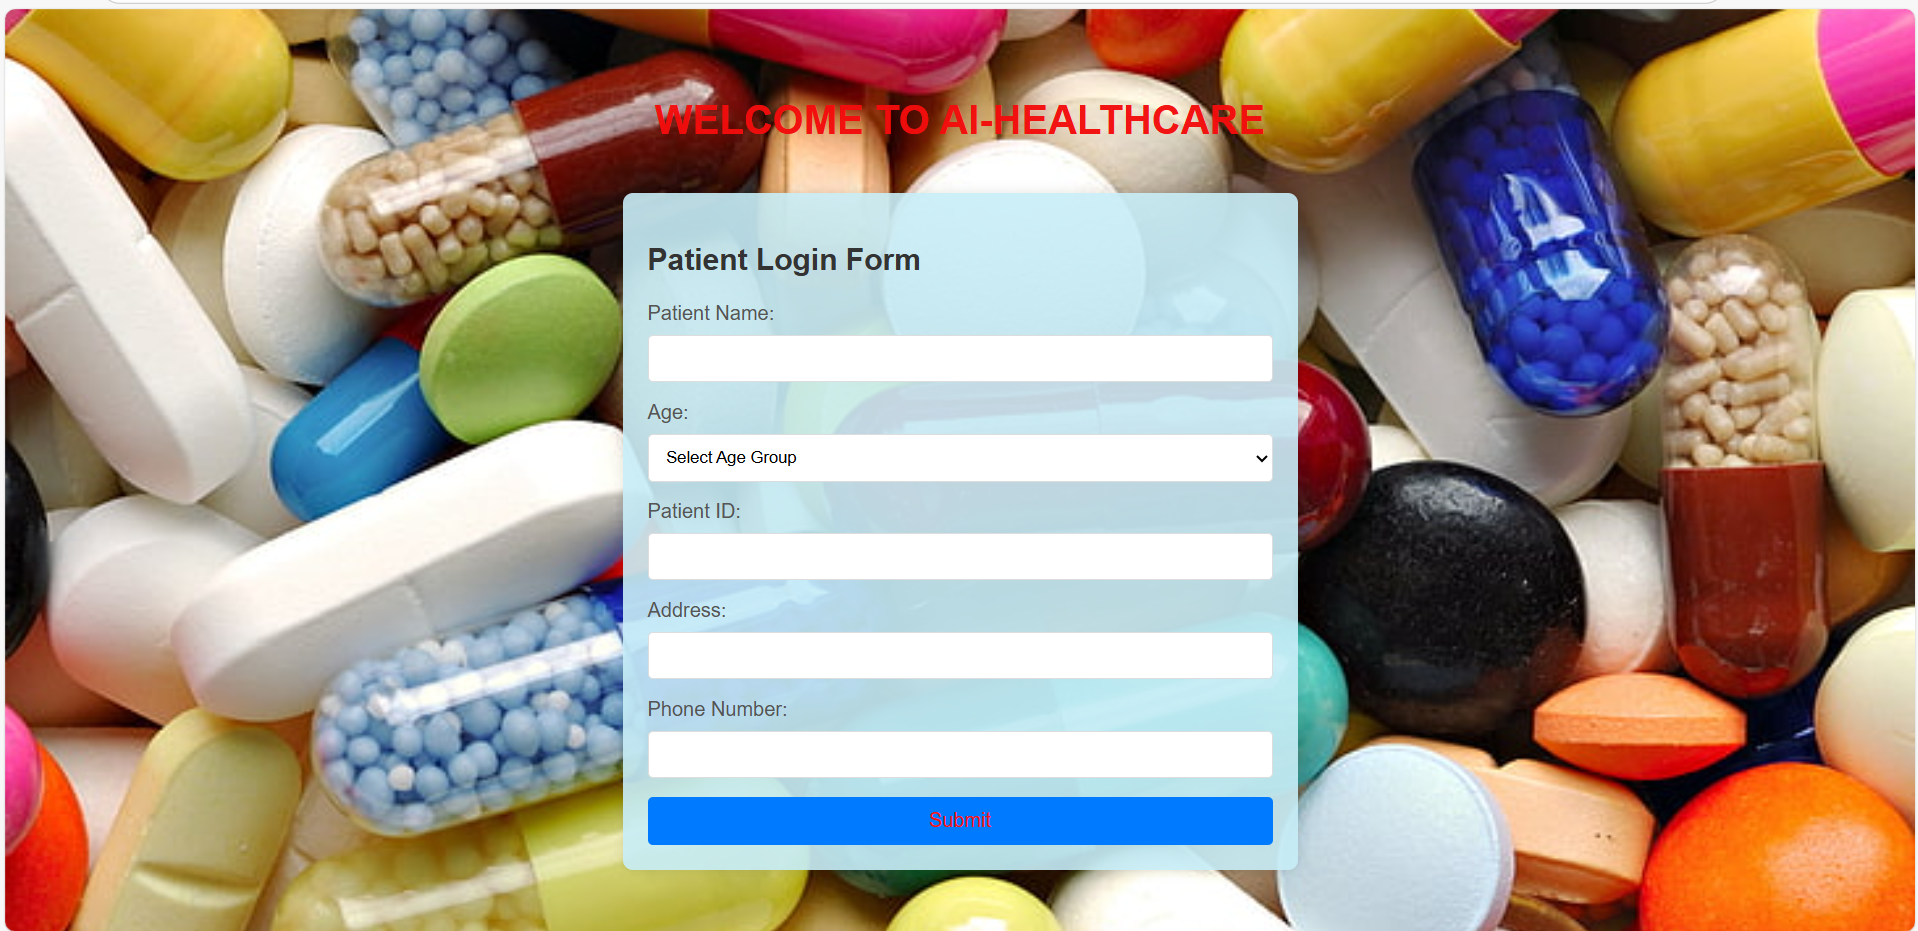 WELCOME TO AI-HEALTHCARE
Patient Login Form
Patient Name:
Age:
Select Age Group
Patient ID:
Address:
Phone Number:
Submit